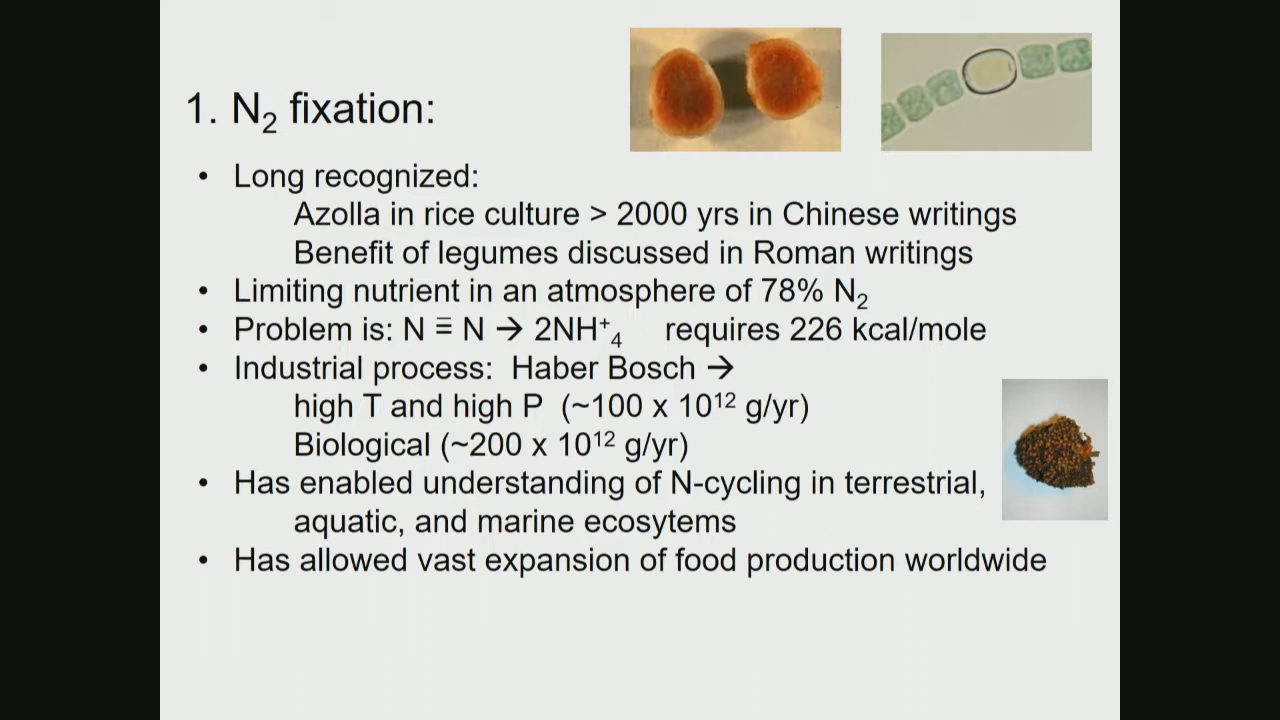 1. N₂ fixation:
• Long recognized:
Azolla in rice culture > 2000 yrs in Chinese writings
Benefit of legumes discussed in Roman writings
• Limiting nutrient in an atmosphere of 78% N₂
• Problem is: N ≡ N → 2NH⁺₄ requires 226 kcal/mole
• Industrial process: Haber Bosch →
high T and high P (~100 x 10¹² g/yr)
Biological (~200 x 10¹² g/yr)
• Has enabled understanding of N-cycling in terrestrial,
aquatic, and marine ecosytems
• Has allowed vast expansion of food production worldwide